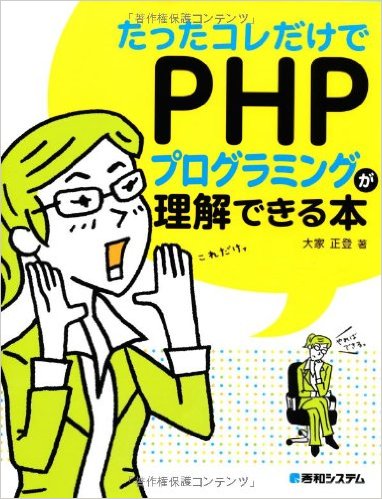 「著作権保護コンテンツ」
たったコレだけで
PHP
プログラミングが
理解できる本
大家 正登 著
これだけ。
やれば
できる。
秀和システム
「著作権保護コンテンツ」